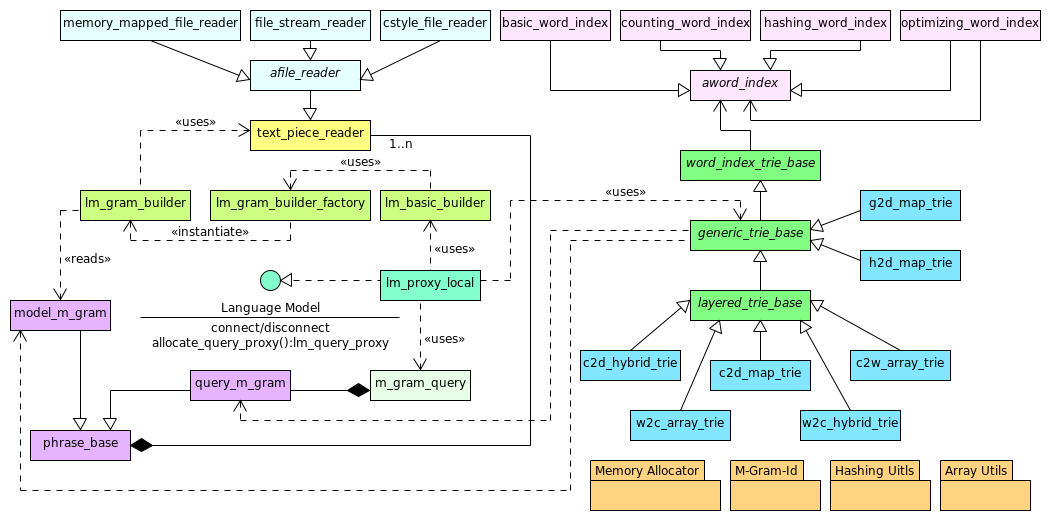 memory_mapped_file_reader
file_stream_reader
cstyle_file_reader
basic_word_index
counting_word_index
hashing_word_index
optimizing_word_index
afile_reader
aword_index
«uses»
text_piece_reader
1..n
«uses»
word_index_trie_base
lm_gram_builder
lm_gram_builder_factory
lm_basic_builder
«uses»
g2d_map_trie
«instantiate»
generic_trie_base
«uses»
«reads»
h2d_map_trie
lm_proxy_local
model_m_gram
Language Model
layered_trie_base
connect/disconnect
allocate_query_proxy():lm_query_proxy
«uses»
c2d_hybrid_trie
c2d_map_trie
c2w_array_trie
query_m_gram
m_gram_query
w2c_array_trie
w2c_hybrid_trie
phrase_base
Memory Allocator
M-Gram-Id
Hashing Uitls
Array Utils